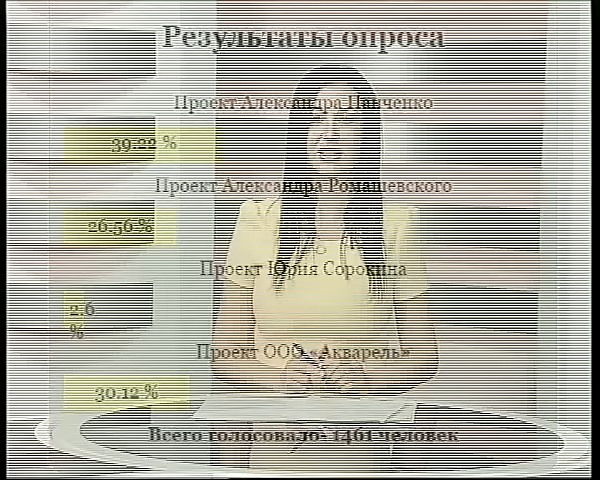 Результаты опроса
Проект Александра Панченко
39.22 %
Проект Александра Ромашевского
26.56 %
Проект Юрия Сорокина
2.6
%
Проект ООО «Акварель»
30.12 %
Всего голосовало- 1461 человек